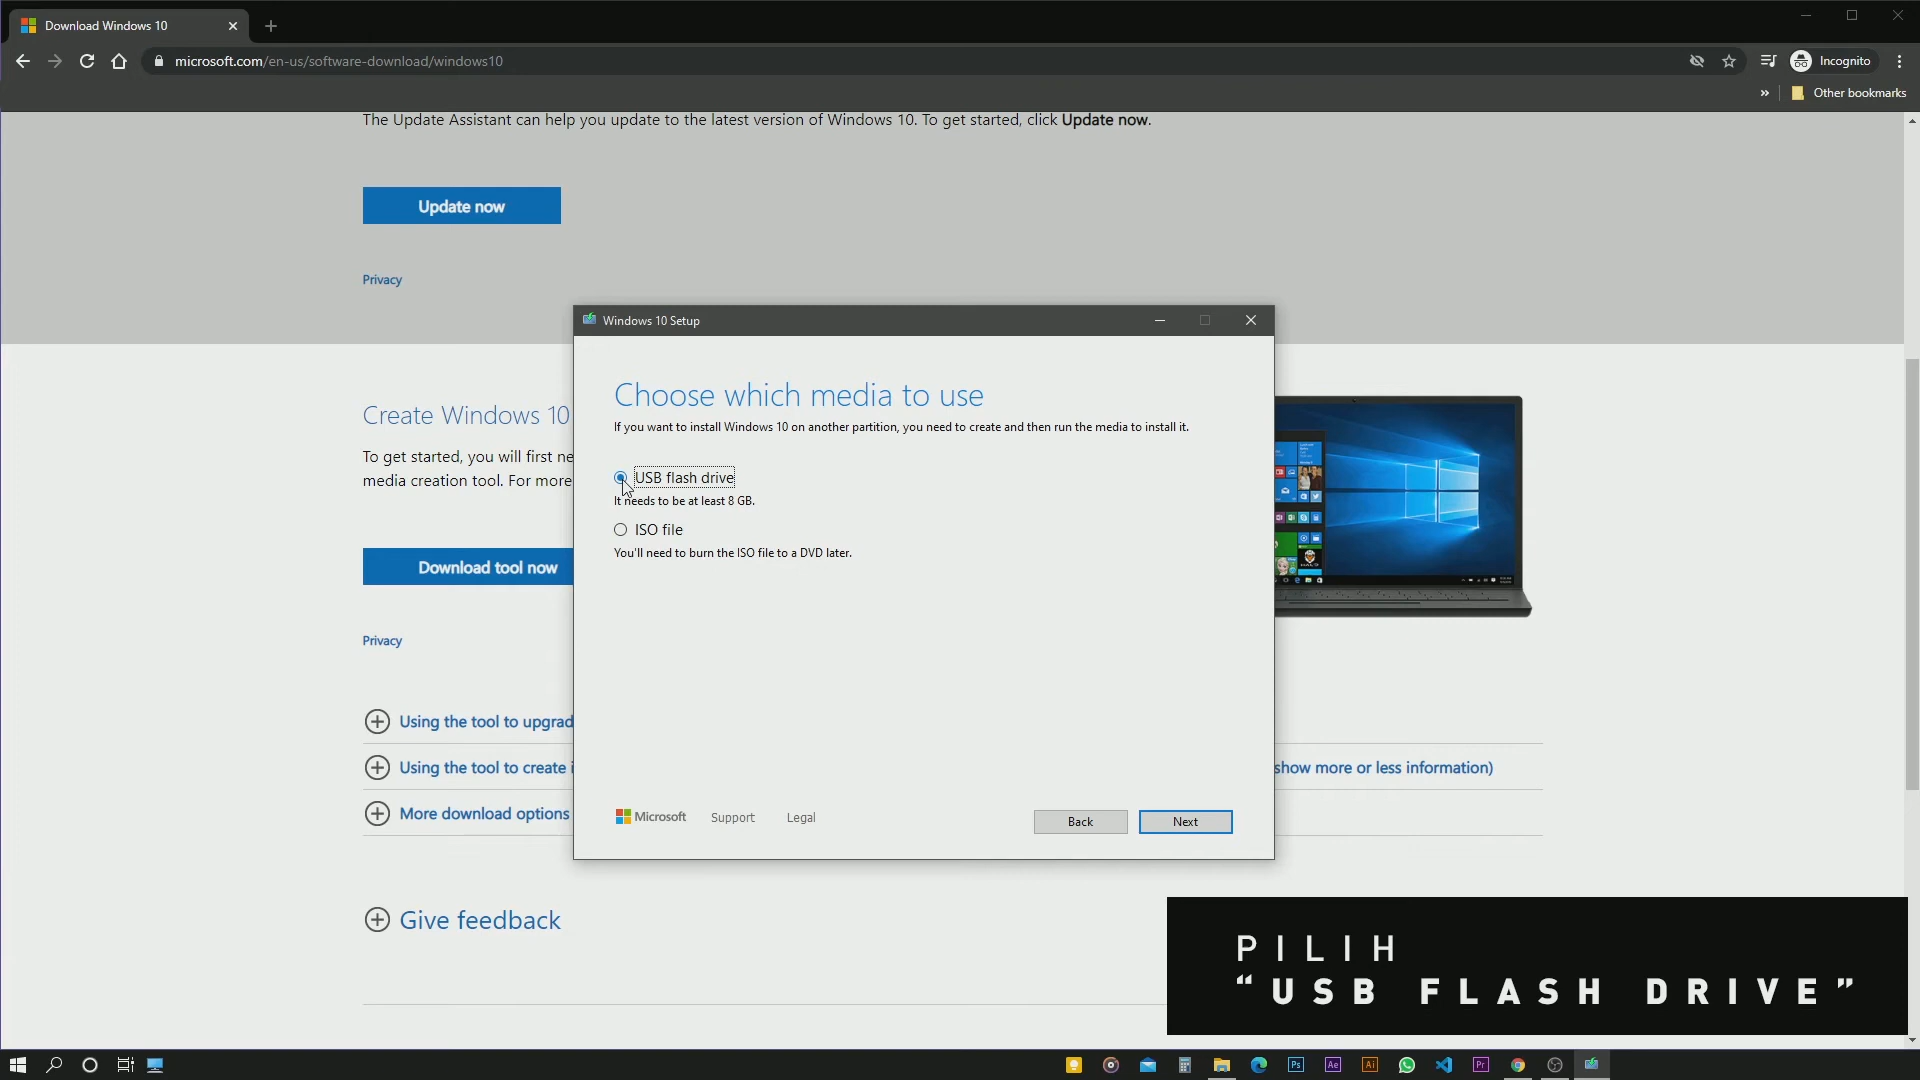 Download Windows 10
microsoft.com/en-us/software-download/windows10
Incognito
Other bookmarks
The Update Assistant can help you update to the latest version of Windows 10. To get started, click Update now.
Update now
Privacy
Windows 10 Setup
Choose which media to use
If you want to install Windows 10 on another partition, you need to create and then run the media to install it.
USB flash drive
It needs to be at least 8 GB.
ISO file
You'll need to burn the ISO file to a DVD later.
Microsoft
Support
Legal
Back
Next
Create Windows 10
To get started, you will first ne
media creation tool. For more
Download tool now
Privacy
Using the tool to upgrad
Using the tool to create i
show more or less information)
More download options
Give feedback
PILIH
“USB FLASH DRIVE”
Ps
Ae
Ai
Pr